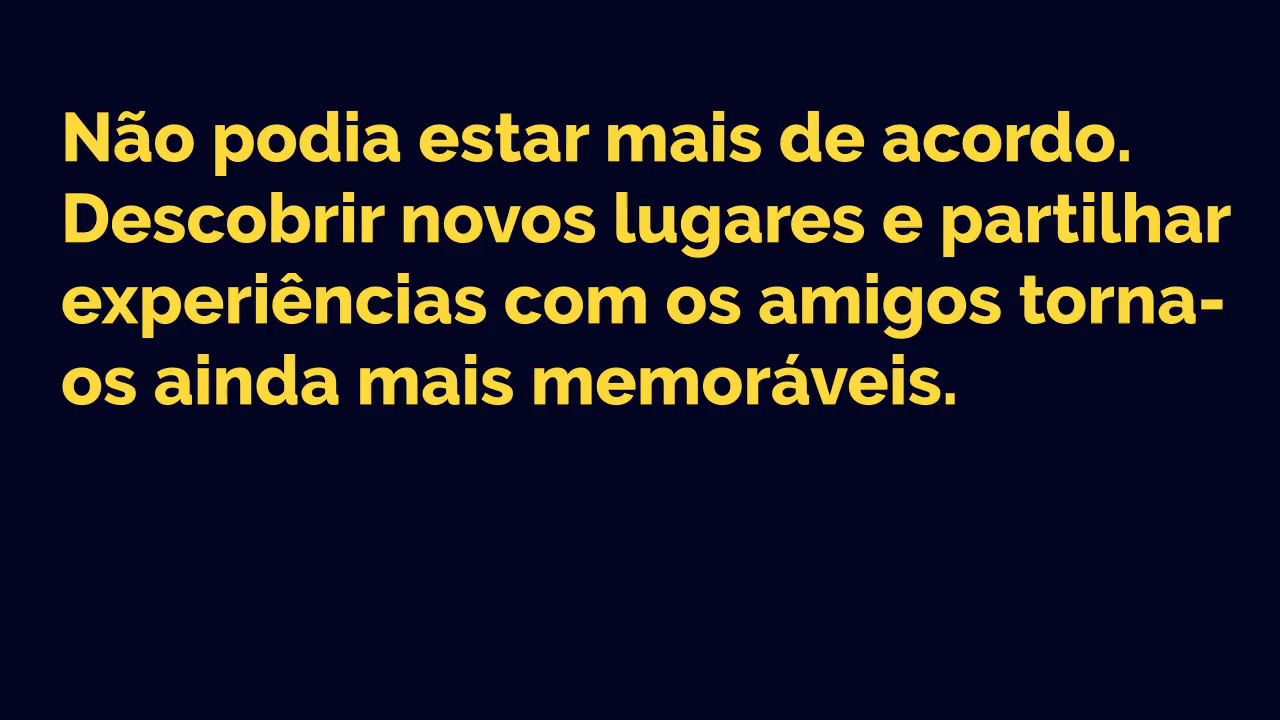 Não podia estar mais de acordo.
Descobrir novos lugares e partilhar
experiências com os amigos torna-
os ainda mais memoráveis.